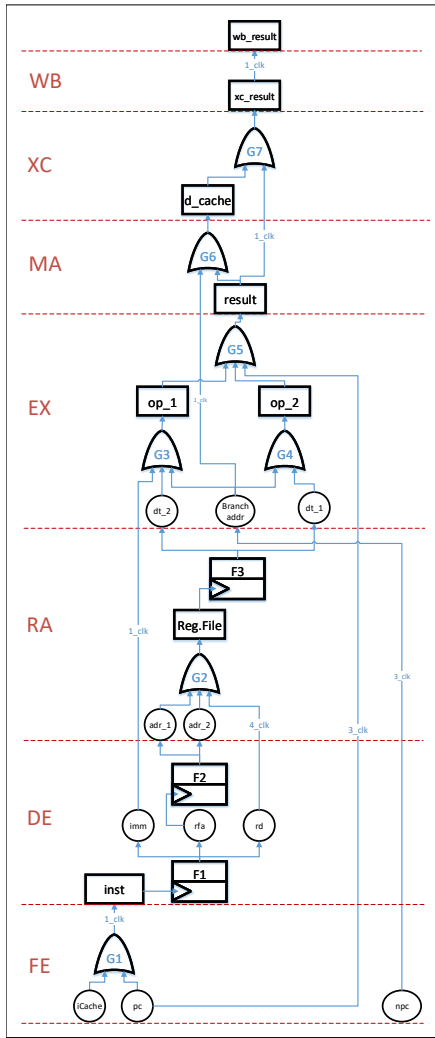 wb_result
WB
1_clk
xc_result
G7
XC
d_cache
1_clk
G6
MA
result
G5
EX
op_1
1_clk
op_2
G3
G4
dt_2
Branch
addr
dt_1
F3
RA
Reg.File
1_clk
3_clk
G2
adr_1
adr_2
4_clk
3_clk
F2
DE
imm
rfa
rd
F1
inst
1_clk
G1
FE
iCache
pc
npc